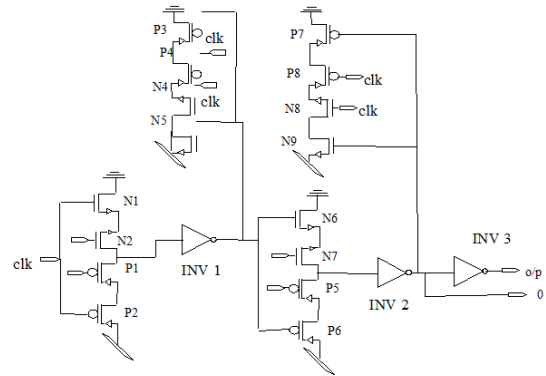 P3
clk
P4
N4
clk
N5
P7
P8
clk
N8
clk
N9
N1
N2
clk
P1
INV 1
P2
N6
N7
P5
INV 2
P6
INV 3
o/p
0